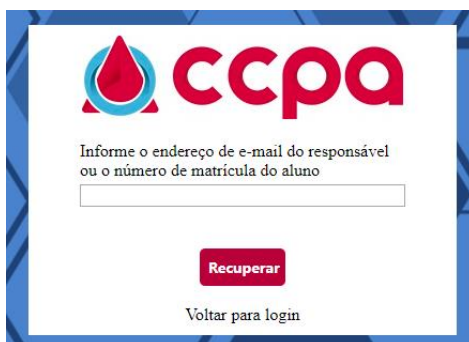 ccpa
Informe o endereço de e-mail do responsável
ou o número de matrícula do aluno
Recuperar
Voltar para login